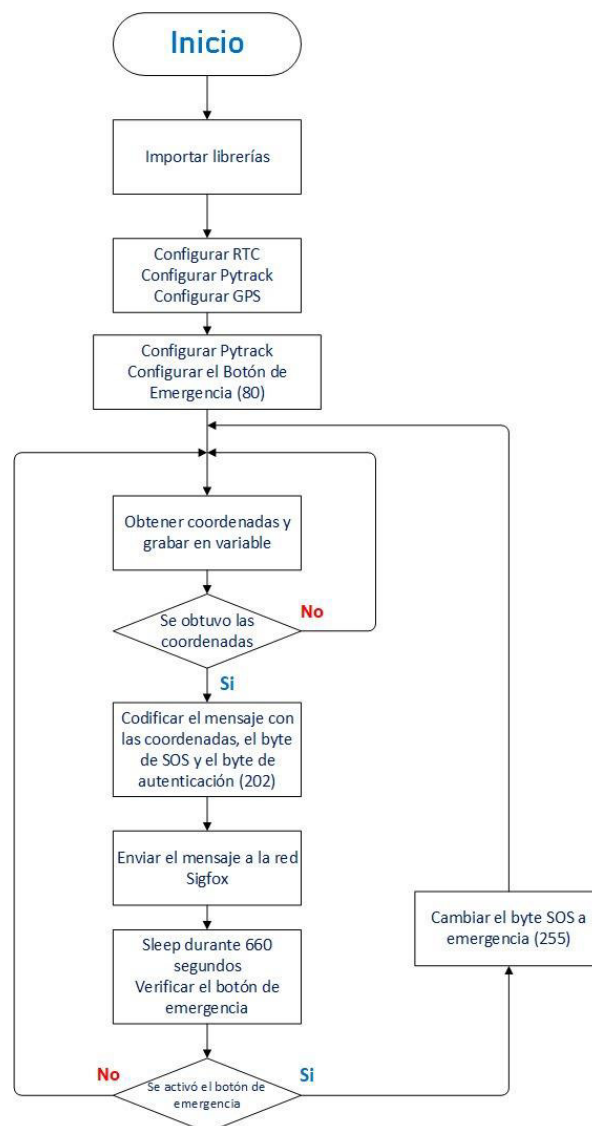 Inicio
Importar librerías
Configurar RTC
Configurar Pytrack
Configurar GPS
Configurar Pytrack
Configurar el Botón de
Emergencia (80)
Obtener coordenadas y
grabar en variable
Se obtuvo las
coordenadas
No
Si
Codificar el mensaje con
las coordenadas, el byte
de SOS y el byte de
autenticación (202)
Enviar el mensaje a la red
Sigfox
Cambiar el byte SOS a
emergencia (255)
Sleep durante 660
segundos
Verificar el botón de
emergencia
No
Se activó el botón de
emergencia
Si